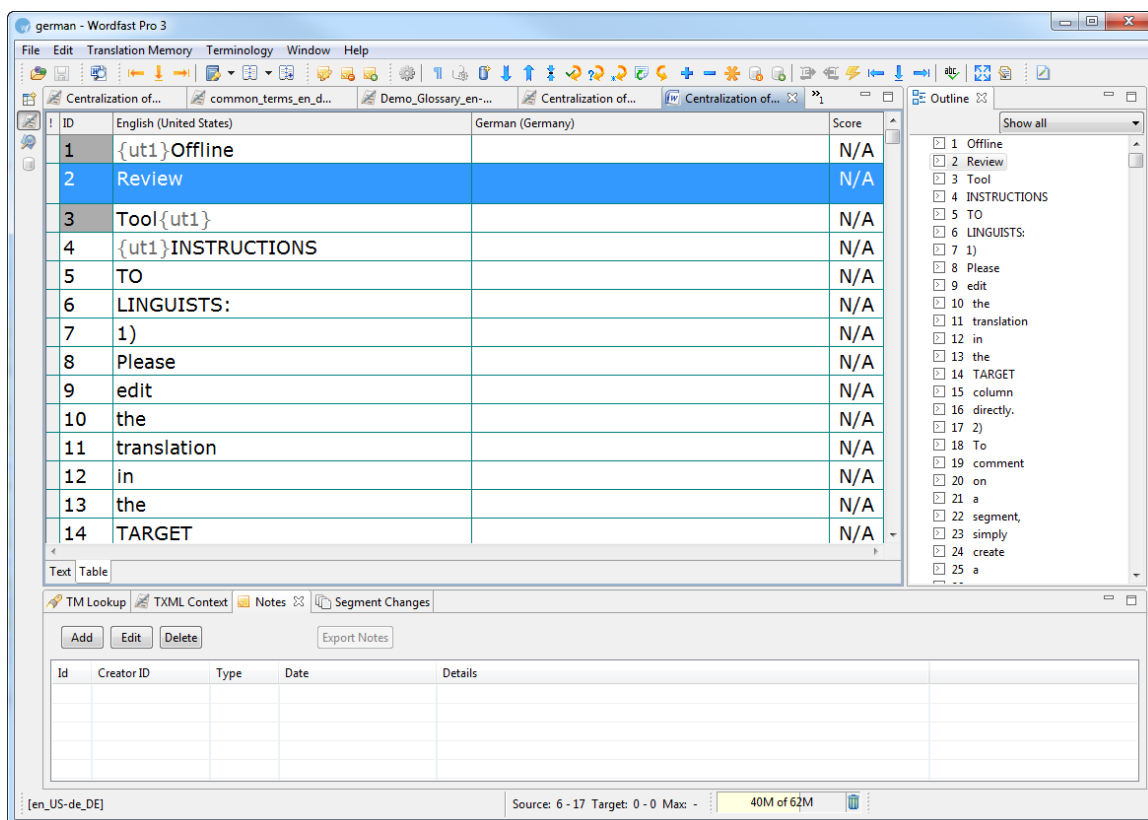 german - Wordfast Pro 3
File Edit Translation Memory Terminology Window Help
Centralization of... common_terms_en_d... Demo_Glossary_en-... Centralization of... Centralization of... »1 Outline
Show all
! ID English (United States) German (Germany) Score
1 {ut1}Offline N/A
2 Review N/A
3 Tool{ut1} N/A
4 {ut1}INSTRUCTIONS N/A
5 TO N/A
6 LINGUISTS: N/A
7 1) N/A
8 Please N/A
9 edit N/A
10 the N/A
11 translation N/A
12 in N/A
13 the N/A
14 TARGET N/A
Text Table
1 Offline
2 Review
3 Tool
4 INSTRUCTIONS
5 TO
6 LINGUISTS:
7 1)
8 Please
9 edit
10 the
11 translation
12 in
13 the
14 TARGET
15 column
16 directly.
17 2)
18 To
19 comment
20 on
21 a
22 segment,
23 simply
24 create
25 a
TM Lookup TXML Context Notes Segment Changes
Add Edit Delete Export Notes
Id Creator ID Type Date Details
[en_US-de_DE] Source: 6 - 17 Target: 0 - 0 Max: - 40M of 62M